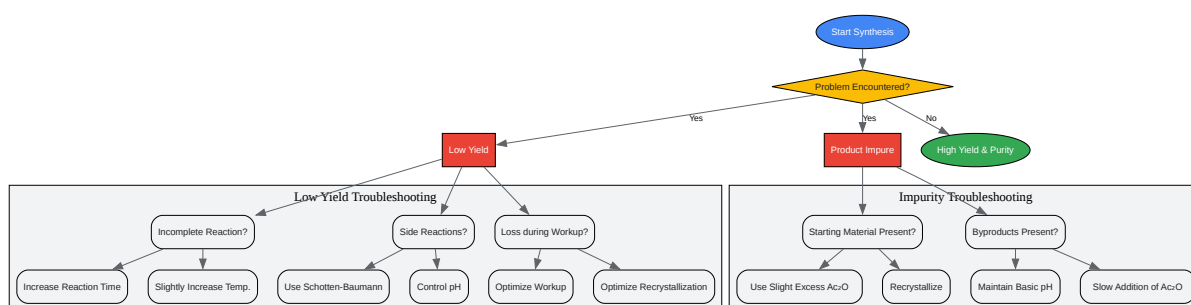 Start Synthesis
Problem Encountered?
Yes
Yes
No
Low Yield
Product Impure
High Yield & Purity
Low Yield Troubleshooting
Impurity Troubleshooting
Incomplete Reaction?
Side Reactions?
Loss during Workup?
Starting Material Present?
Byproducts Present?
Increase Reaction Time
Slightly Increase Temp.
Use Schotten-Baumann
Control pH
Optimize Workup
Optimize Recrystallization
Use Slight Excess Ac₂O
Recrystallize
Maintain Basic pH
Slow Addition of Ac₂O